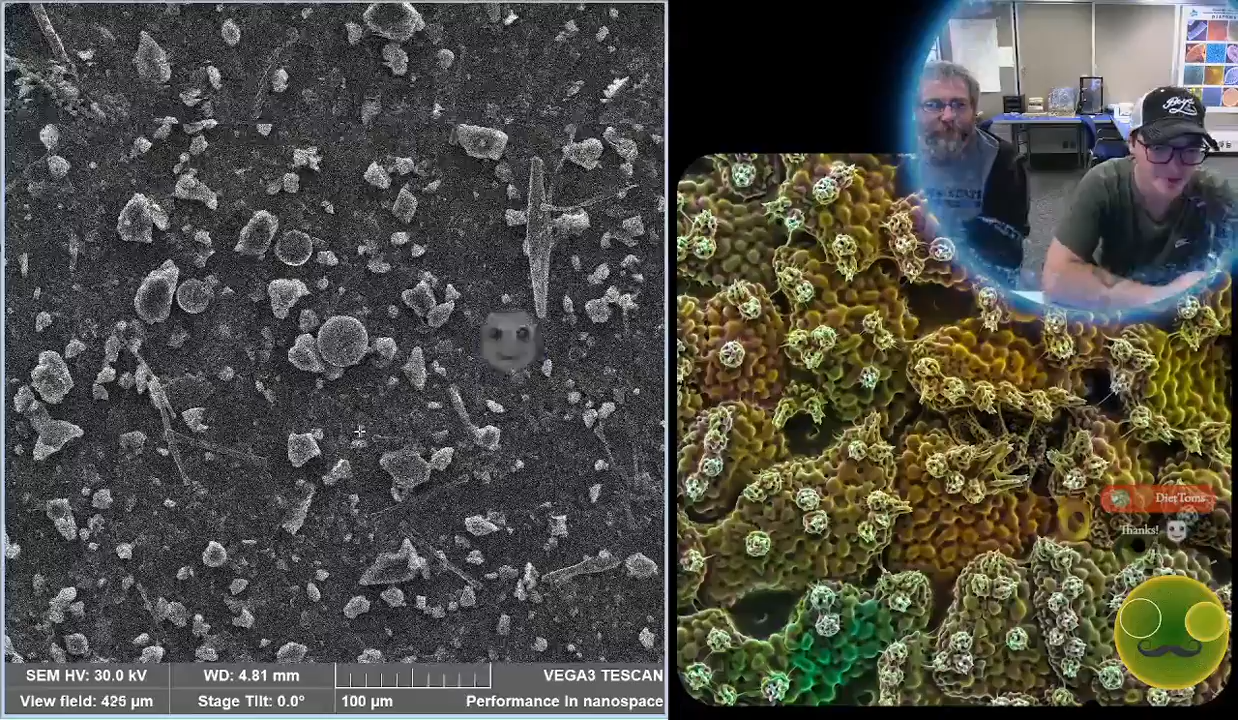 SEM HV: 30.0 kV
WD: 4.81 mm
VEGA3 TESCAN
View field: 425 µm
Stage Tilt: 0.0°
100 µm
Performance in nanospace
DietToms
Thanks!